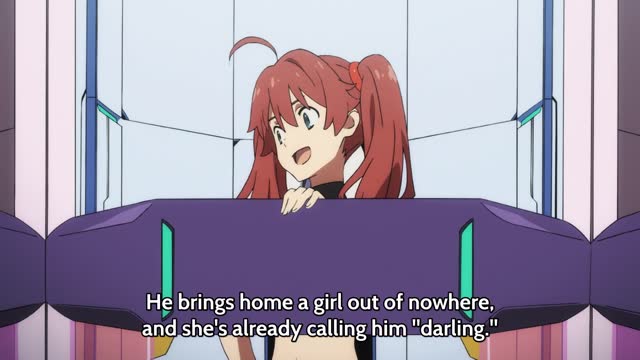 He brings home a girl out of nowhere,
and she's already calling him "darling."